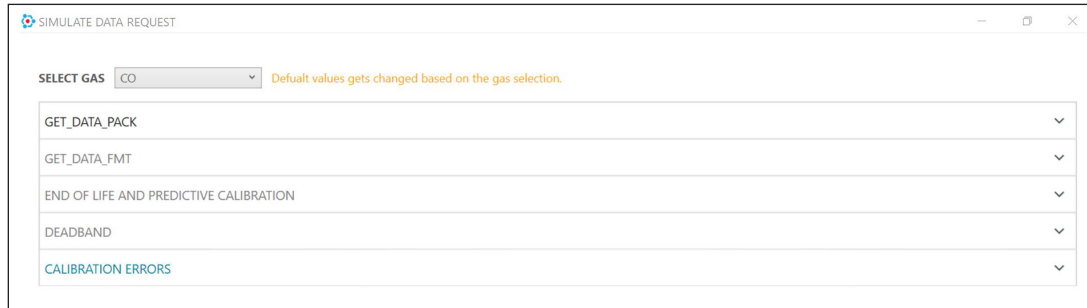 SIMULATE DATA REQUEST
SELECT GAS CO Defualt values gets changed based on the gas selection.
GET_DATA_PACK
GET_DATA_FMT
END OF LIFE AND PREDICTIVE CALIBRATION
DEADBAND
CALIBRATION ERRORS